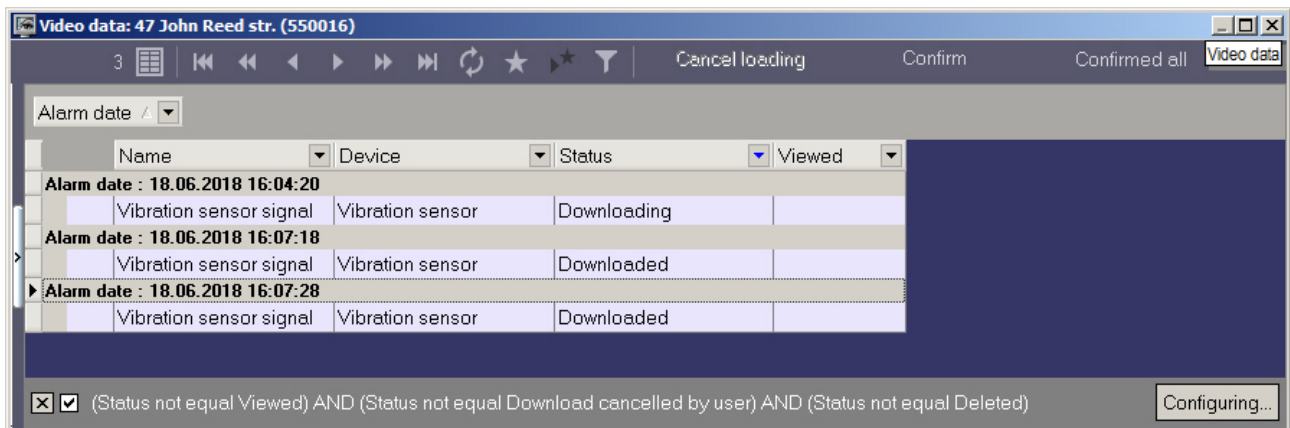 Video data: 47 John Reed str. (550016)
3 Cancel loading Confirm Confirmed all Video data
Alarm date
Name Device Status Viewed
Alarm date : 18.06.2018 16:04:20
Vibration sensor signal Vibration sensor Downloading
Alarm date : 18.06.2018 16:07:18
Vibration sensor signal Vibration sensor Downloaded
Alarm date : 18.06.2018 16:07:28
Vibration sensor signal Vibration sensor Downloaded
(Status not equal Viewed) AND (Status not equal Download cancelled by user) AND (Status not equal Deleted) Configuring...